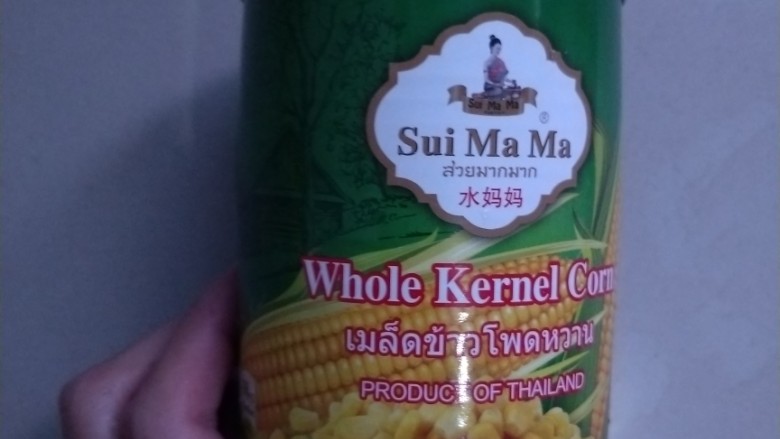 Sui Ma Ma
®
Sui Ma Ma
สวยมากมาก
水妈妈
Whole Kernel Corn
เมล็ดข้าวโพดหวาน
PRODUCT OF THAILAND